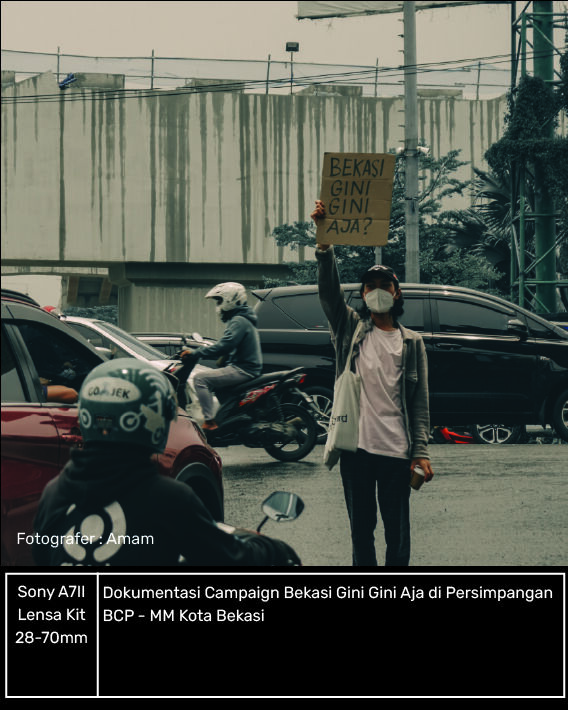 BEKASI
GINI
GINI
AJA?
GOJEK
Fotografer : Amam
Sony A7II
Lensa Kit
28-70mm
Dokumentasi Campaign Bekasi Gini Gini Aja di Persimpangan
BCP - MM Kota Bekasi